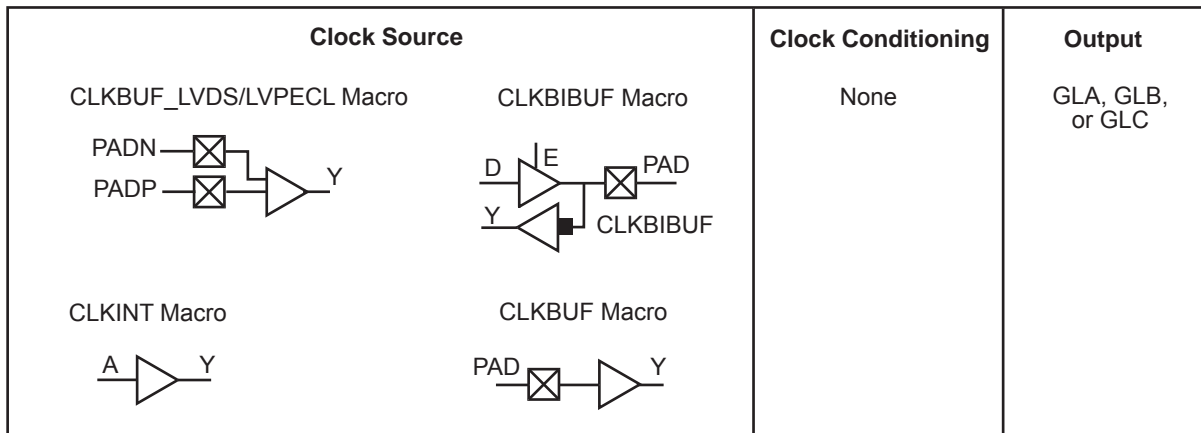 Clock Source
Clock Conditioning
Output
CLKBUF_LVDS/LVPECL Macro
CLKBIBUF Macro
None
GLA, GLB,
or GLC
PADN
PADP
Y
E
D
PAD
Y
CLKBIBUF
CLKINT Macro
CLKBUF Macro
A
Y
PAD
Y